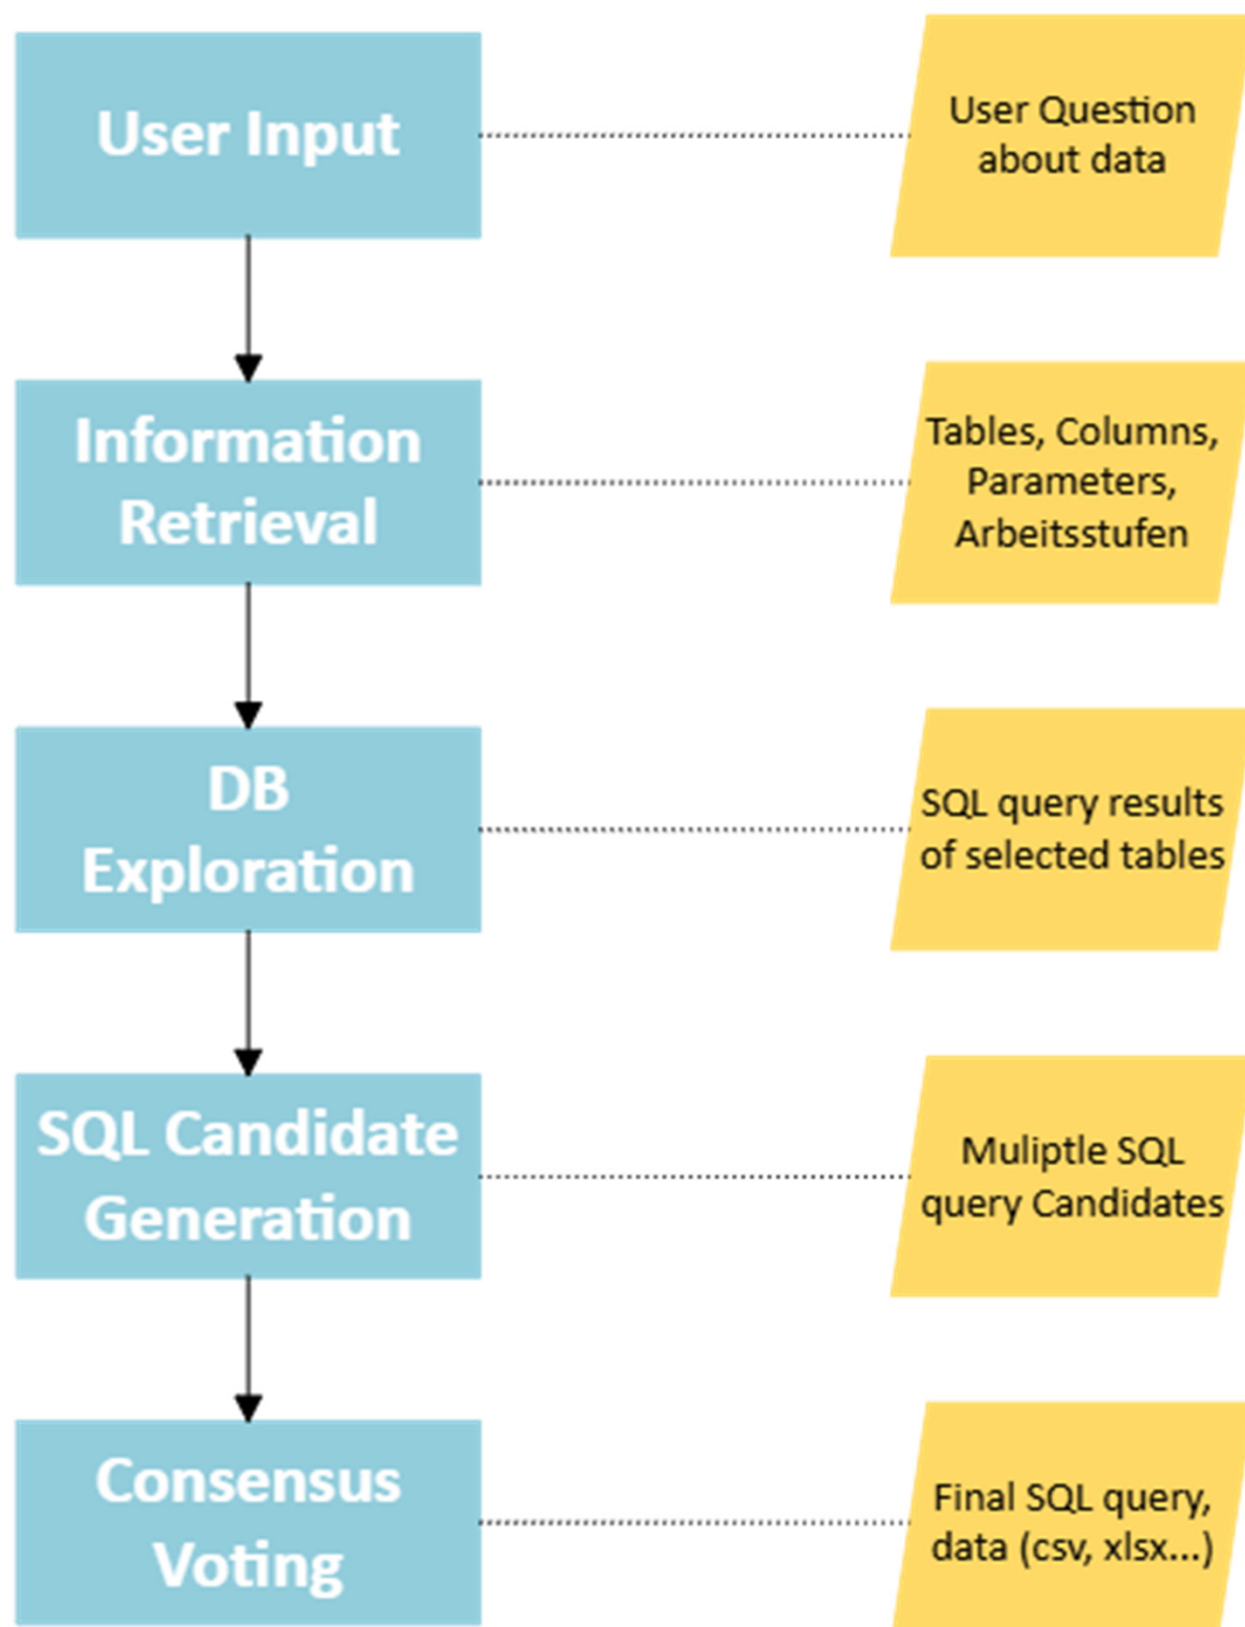 User Input
User Question
about data
Information
Retrieval
Tables, Columns,
Parameters,
Arbeitsstufen
DB
Exploration
SQL query results
of selected tables
SQL Candidate
Generation
Muliptle SQL
query Candidates
Consensus
Voting
Final SQL query,
data (csv, xlsx...)